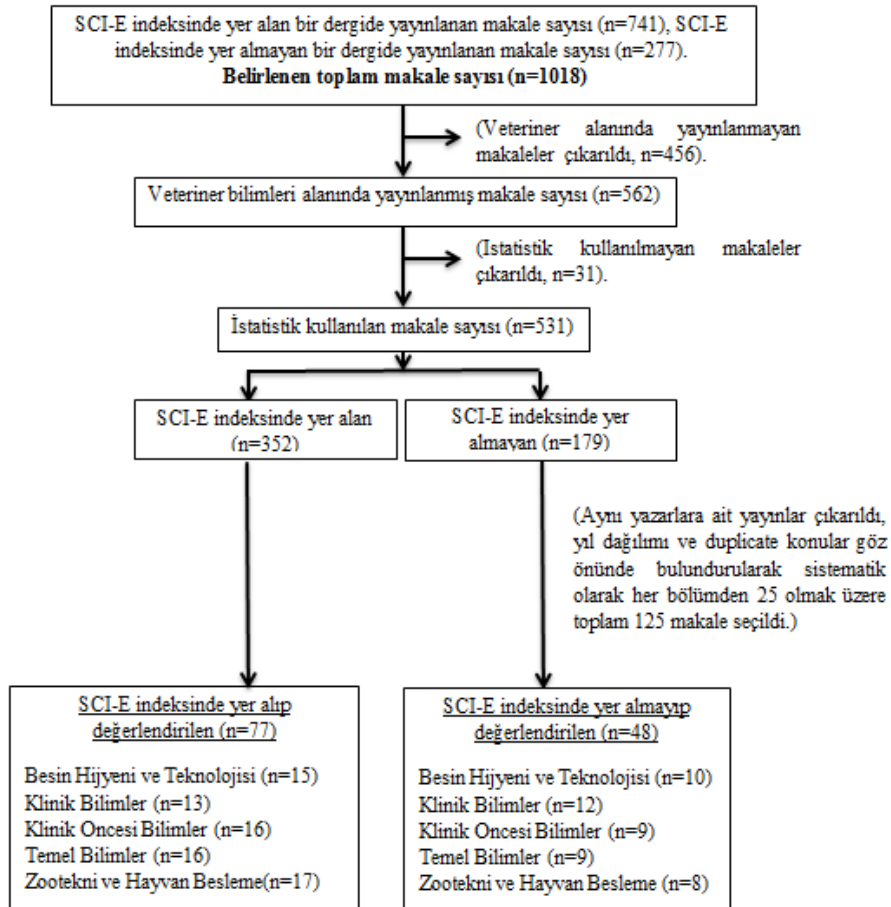 SCI-E indeksinde yer alan bir dergide yayınlanan makale sayısı (n=741), SCI-E
indeksinde yer almayan bir dergide yayınlanan makale sayısı (n=277).
Belirlenen toplam makale sayısı (n=1018)
(Veteriner alanında yayınlanmayan
makaleler çıkarıldı, n=456).
Veteriner bilimleri alanında yayınlanmış makale sayısı (n=562)
(Istatistik kullanılmayan makaleler
çıkarıldı, n=31).
İstatistik kullanılan makale sayısı (n=531)
SCI-E indeksinde yer alan
(n=352)
SCI-E indeksinde yer
almayan (n=179)
(Aynı yazarlara ait yayınlar çıkarıldı,
yıl dağılımı ve duplicate konular göz
önünde bulundurularak sistematik
olarak her bölümden 25 olmak üzere
toplam 125 makale seçildi.)
SCI-E indeksinde yer alıp
değerlendirilen (n=77)
Besin Hijyeni ve Teknolojisi (n=15)
Klinik Bilimler (n=13)
Klinik Oncesi Bilimler (n=16)
Temel Bilimler (n=16)
Zootekni ve Hayvan Besleme(n=17)
SCI-E indeksinde yer almayıp
değerlendirilen (n=48)
Besin Hijyeni ve Teknolojisi (n=10)
Klinik Bilimler (n=12)
Klinik Oncesi Bilimler (n=9)
Temel Bilimler (n=9)
Zootekni ve Hayvan Besleme (n=8)